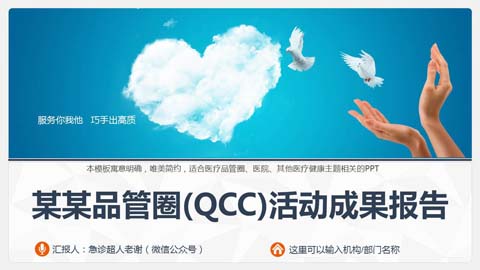 服务你我他 巧手出高质
本模板寓意明确，唯美简约，适合医疗品管圈、医院、其他医疗健康主题相关的PPT
某某品管圈(QCC)活动成果报告
汇报人：急诊超人老谢（微信公众号）
这里可以输入机构/部门名称